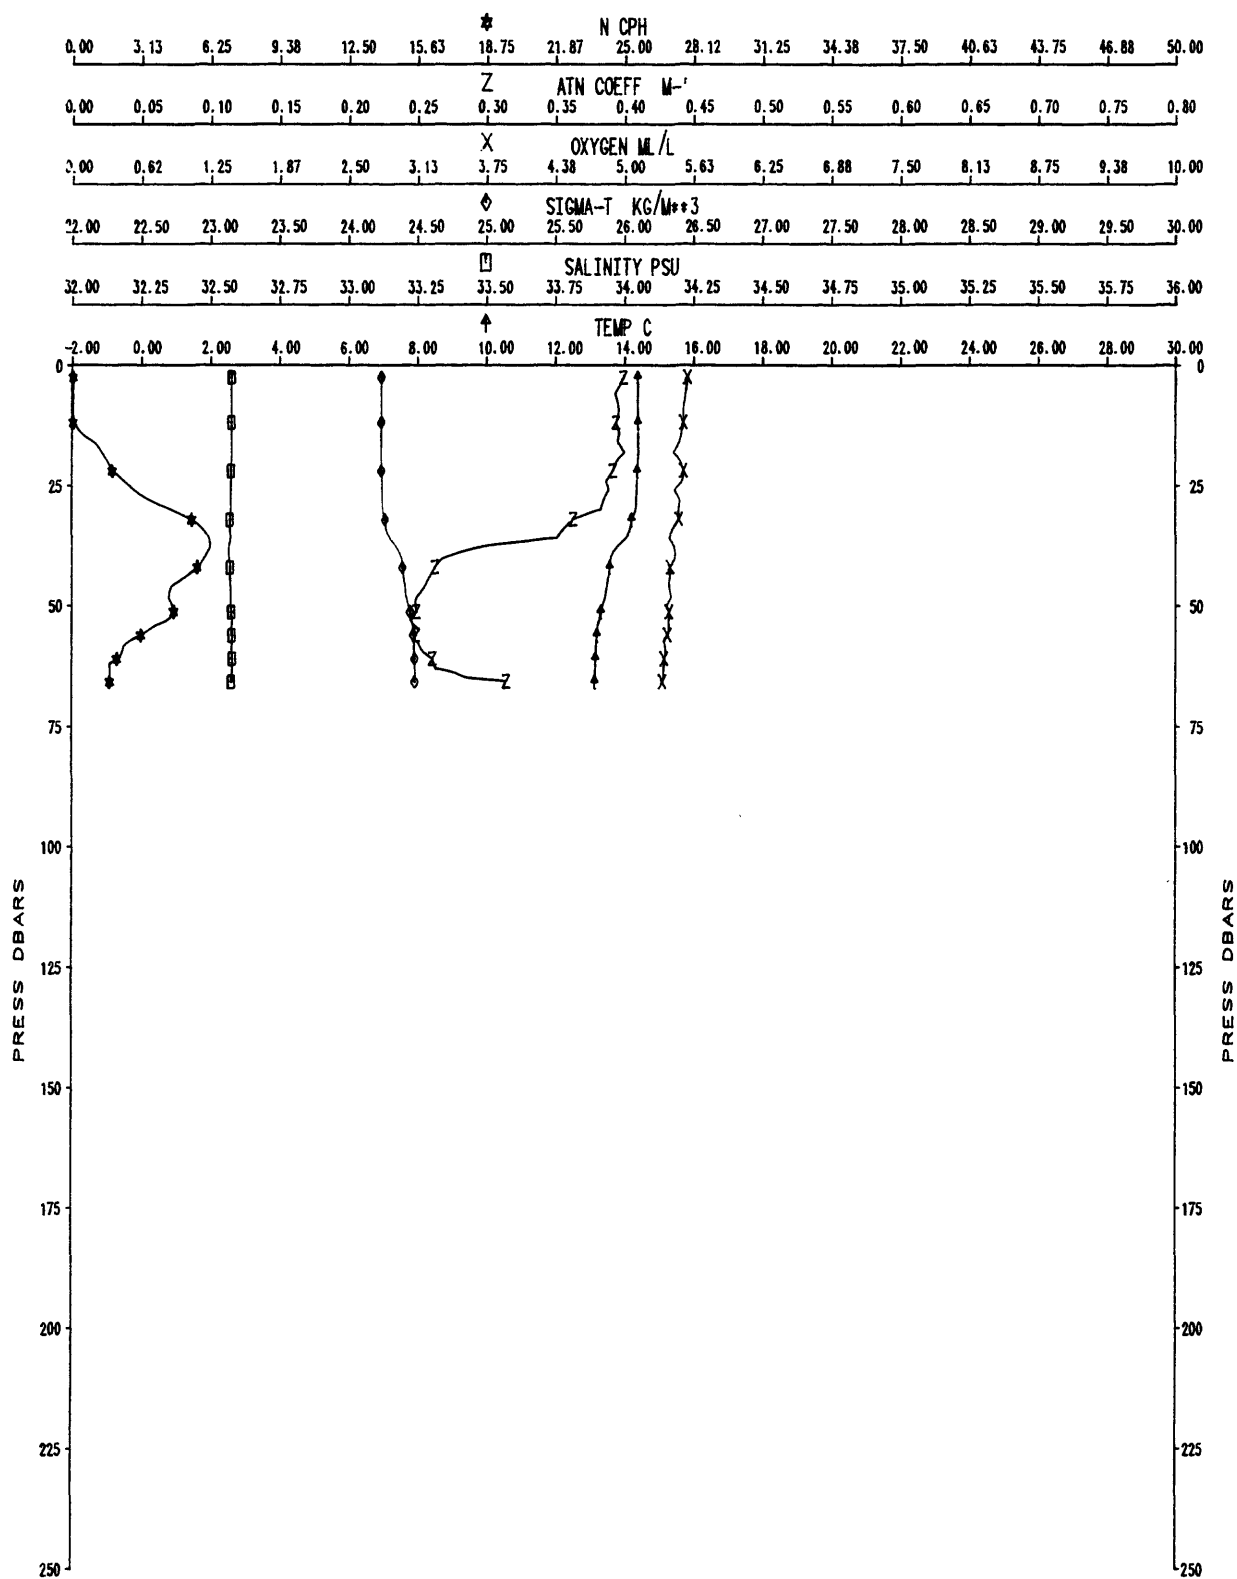 N CPH
0.00 3.13 6.25 9.38 12.50 15.63 18.75 21.87 25.00 28.12 31.25 34.38 37.50 40.63 43.75 46.88 50.00
Z ATN COEFF M-'
0.00 0.05 0.10 0.15 0.20 0.25 0.30 0.35 0.40 0.45 0.50 0.55 0.60 0.65 0.70 0.75 0.80
X OXYGEN ML/L
0.00 0.62 1.25 1.87 2.50 3.13 3.75 4.38 5.00 5.63 6.25 6.88 7.50 8.13 8.75 9.38 10.00
SIGMA-T KG/M**3
22.00 22.50 23.00 23.50 24.00 24.50 25.00 25.50 26.00 26.50 27.00 27.50 28.00 28.50 29.00 29.50 30.00
SALINITY PSU
32.00 32.25 32.50 32.75 33.00 33.25 33.50 33.75 34.00 34.25 34.50 34.75 35.00 35.25 35.50 35.75 36.00
TEMP C
-2.00 0.00 2.00 4.00 6.00 8.00 10.00 12.00 14.00 16.00 18.00 20.00 22.00 24.00 26.00 28.00 30.00
0 0
25 25
50 50
75 75
100 100
125 125
150 150
175 175
200 200
225 225
250 250
PRESS DBARS
PRESS DBARS